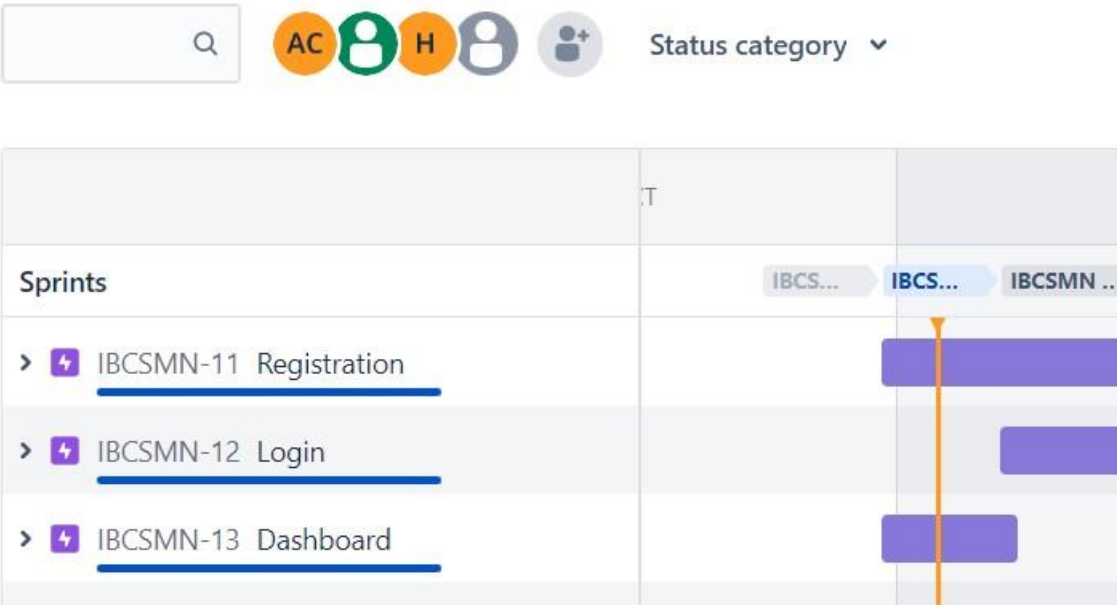 AC H Status category
Sprints IBCS... IBCS... IBCSMN ...
IBCSMN-11 Registration
IBCSMN-12 Login
IBCSMN-13 Dashboard